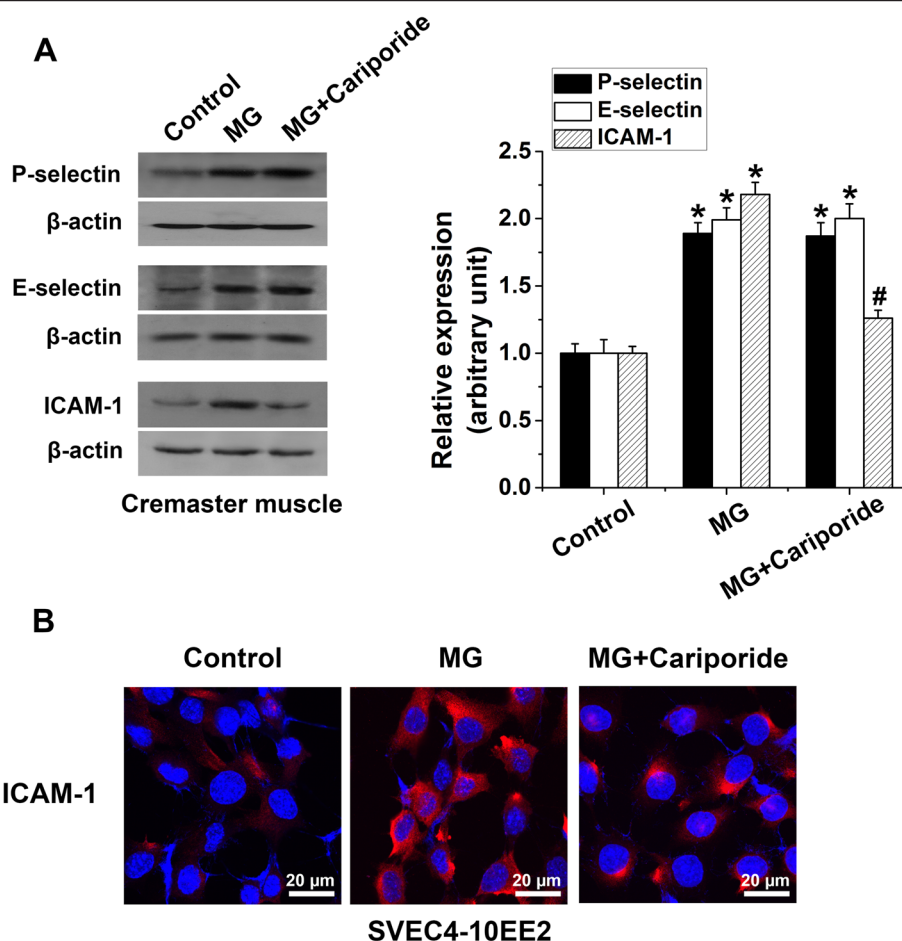 A
Control
MG
MG+Cariporide
P-selectin
β-actin
E-selectin
β-actin
ICAM-1
β-actin
Cremaster muscle
P-selectin
E-selectin
ICAM-1
Relative expression
(arbitrary unit)
2.5
2.0
1.5
1.0
0.5
0.0
* * *
* * #
Control
MG
MG+Cariporide
B
Control
MG
MG+Cariporide
ICAM-1
20 µm
20 µm
20 µm
SVEC4-10EE2